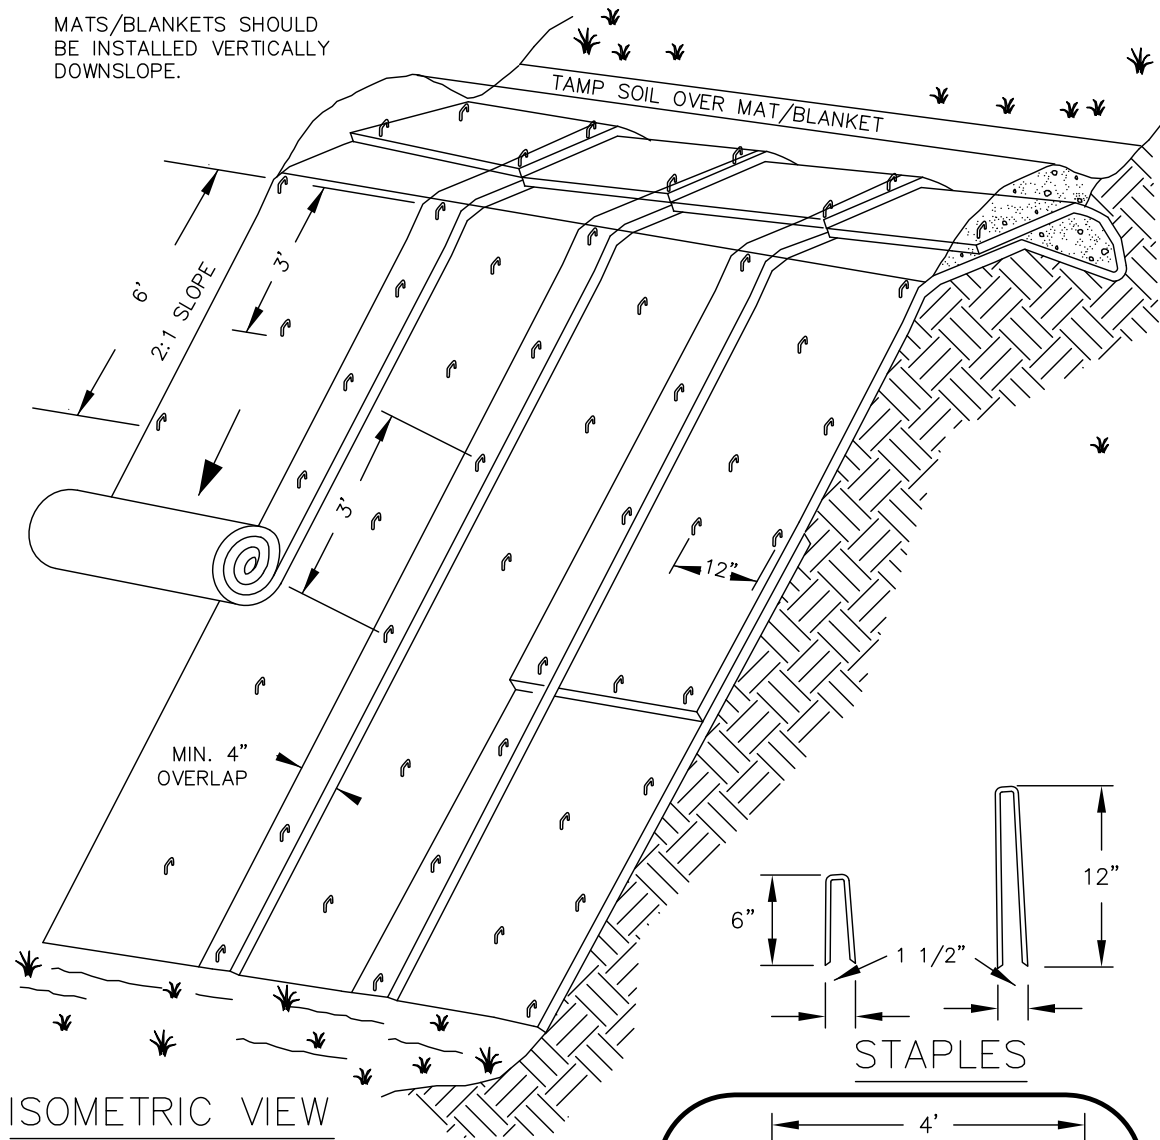 MATS/BLANKETS SHOULD
BE INSTALLED VERTICALLY
DOWNSLOPE.
TAMP SOIL OVER MAT/BLANKET
6'
2:1 SLOPE
3'
3'
12"
MIN. 4"
OVERLAP
6"
1 1/2"
12"
STAPLES
ISOMETRIC VIEW
4'